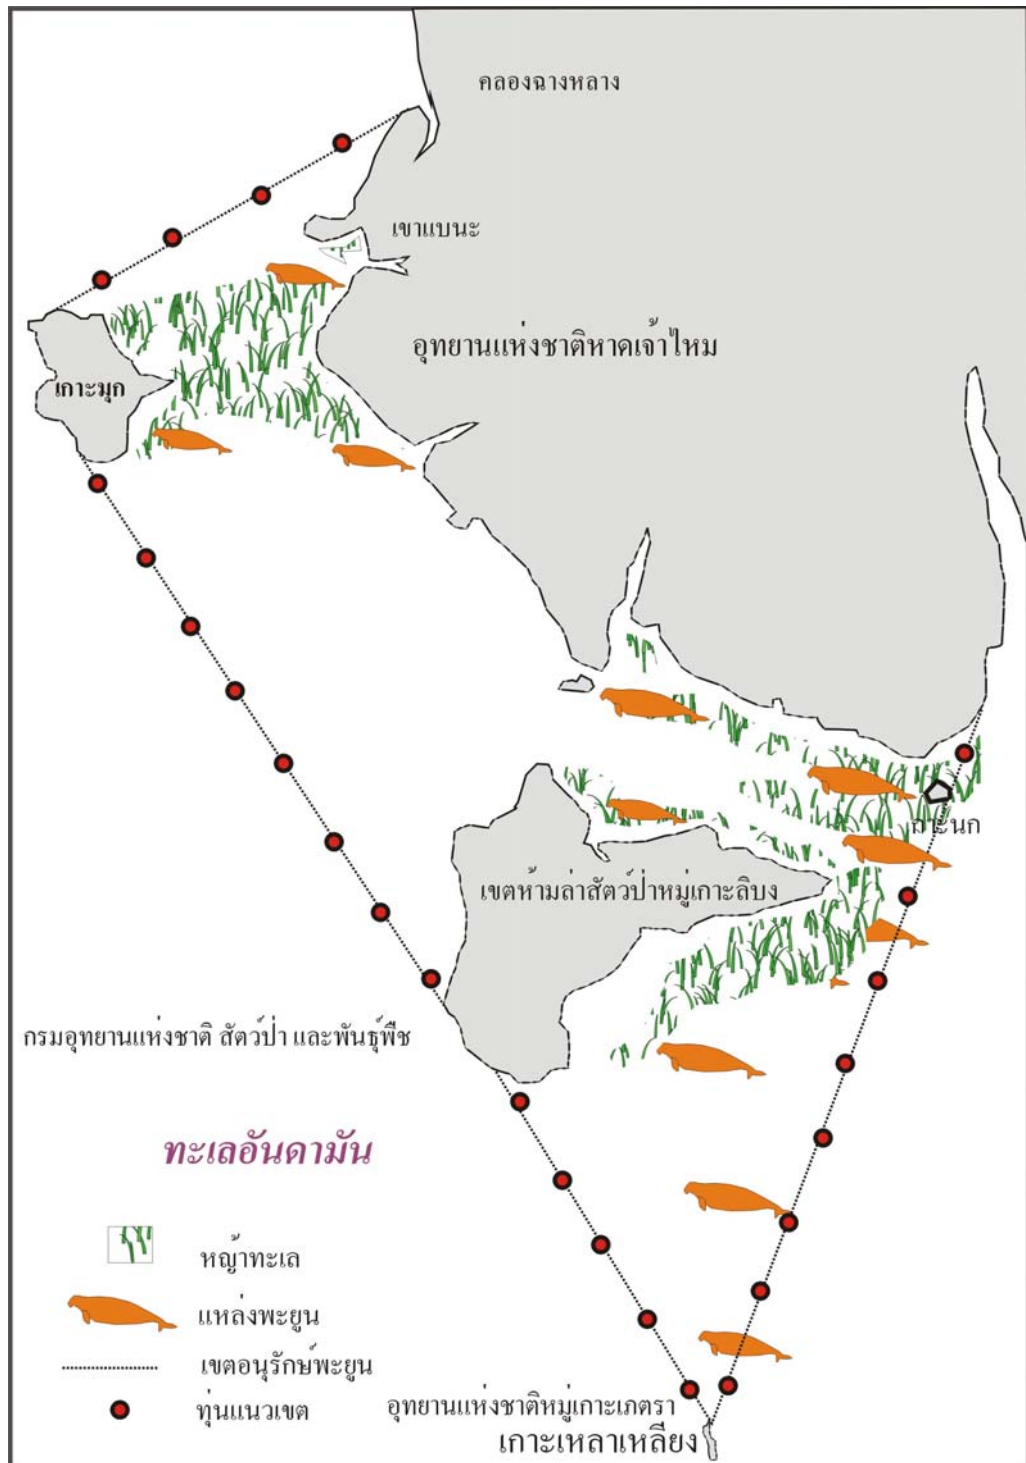 คลองฉางหลาง
เขาแบนะ
อุทยานแห่งชาติหาดเจ้าไหม
เกาะมุก
กาะนก
เขตห้ามล่าสัตว์ป่าหมู่เกาะลิบง
กรมอุทยานแห่งชาติ สัตว์ป่า และพันธุ์พืช
ทะเลอันดามัน
หญ้าทะเล
แหล่งพะยูน
เขตอนุรักษ์พะยูน
ทุ่นแนวเขต
อุทยานแห่งชาติหมู่เกาะเภตรา
เกาะเหลาเหลียง